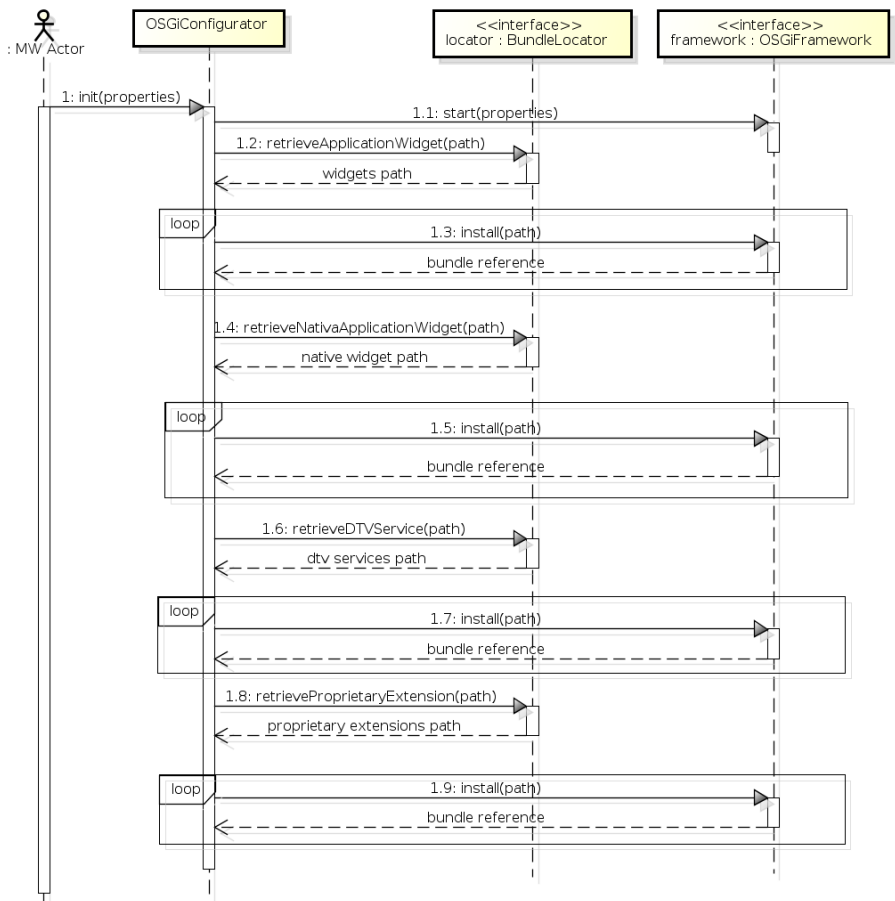 OSGiConfigurator
<<interface>>
locator : BundleLocator
<<interface>>
framework : OSGiFramework
: MW Actor
1: init(properties)
1.1: start(properties)
1.2: retrieveApplicationWidget(path)
widgets path
loop
1.3: install(path)
bundle reference
1.4: retrieveNativaApplicationWidget(path)
native widget path
loop
1.5: install(path)
bundle reference
1.6: retrieveDTVService(path)
dtv services path
loop
1.7: install(path)
bundle reference
1.8: retrieveProprietaryExtension(path)
proprietary extensions path
loop
1.9: install(path)
bundle reference